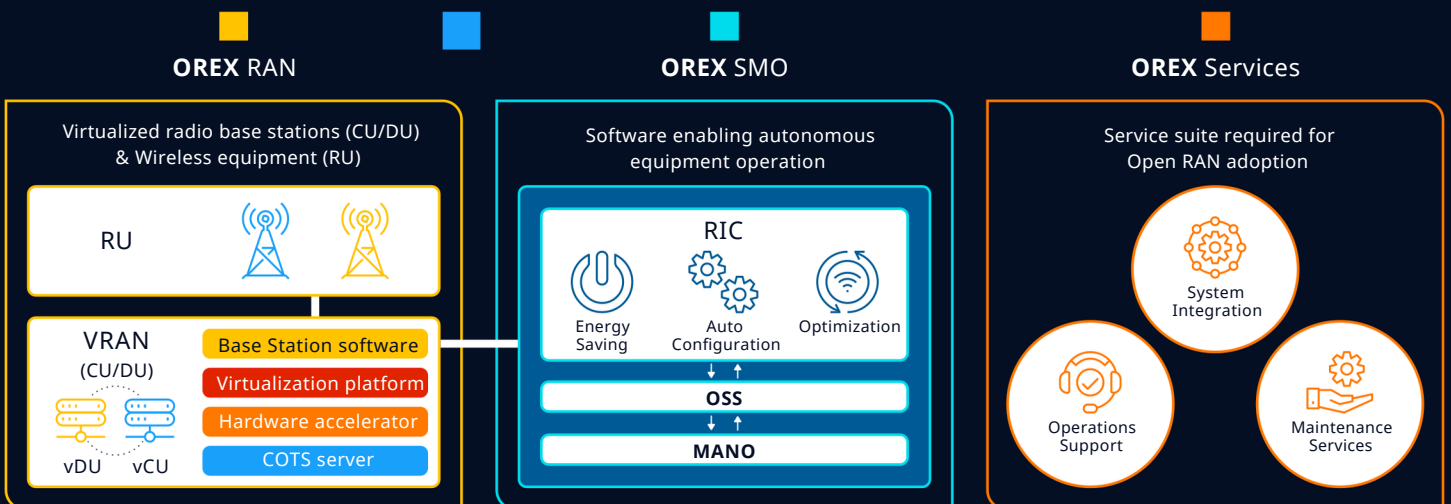 OREX RAN
Virtualized radio base stations (CU/DU)
& Wireless equipment (RU)
RU
VRAN
(CU/DU)
vDU vCU
Base Station software
Virtualization platform
Hardware accelerator
COTS server
OREX SMO
Software enabling autonomous
equipment operation
RIC
Energy
Saving
Auto
Configuration
Optimization
OSS
MANO
OREX Services
Service suite required for
Open RAN adoption
System
Integration
Operations
Support
Maintenance
Services